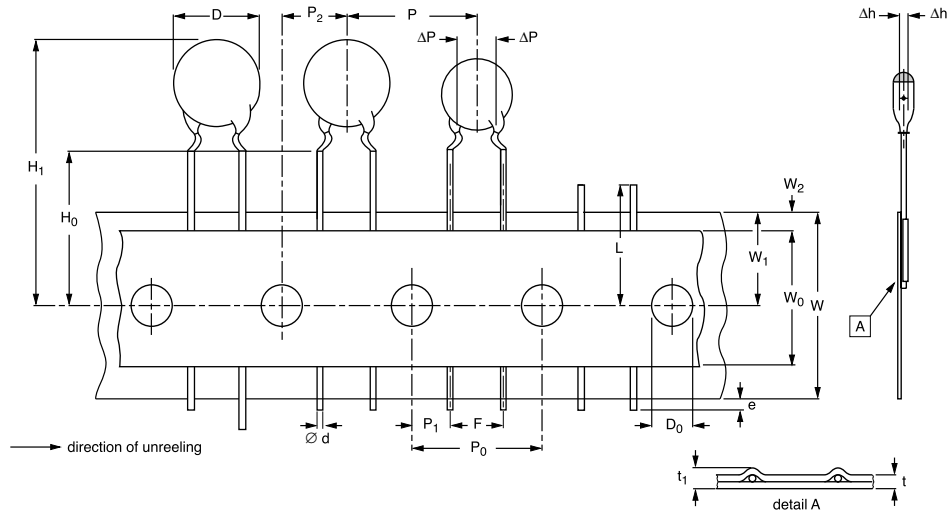 D
P2
P
ΔP
ΔP
Δh
Δh
H1
H0
W2
L
W1
W0
W
A
e
P1
F
D0
Ø d
P0
direction of unreeling
t1
t
detail A